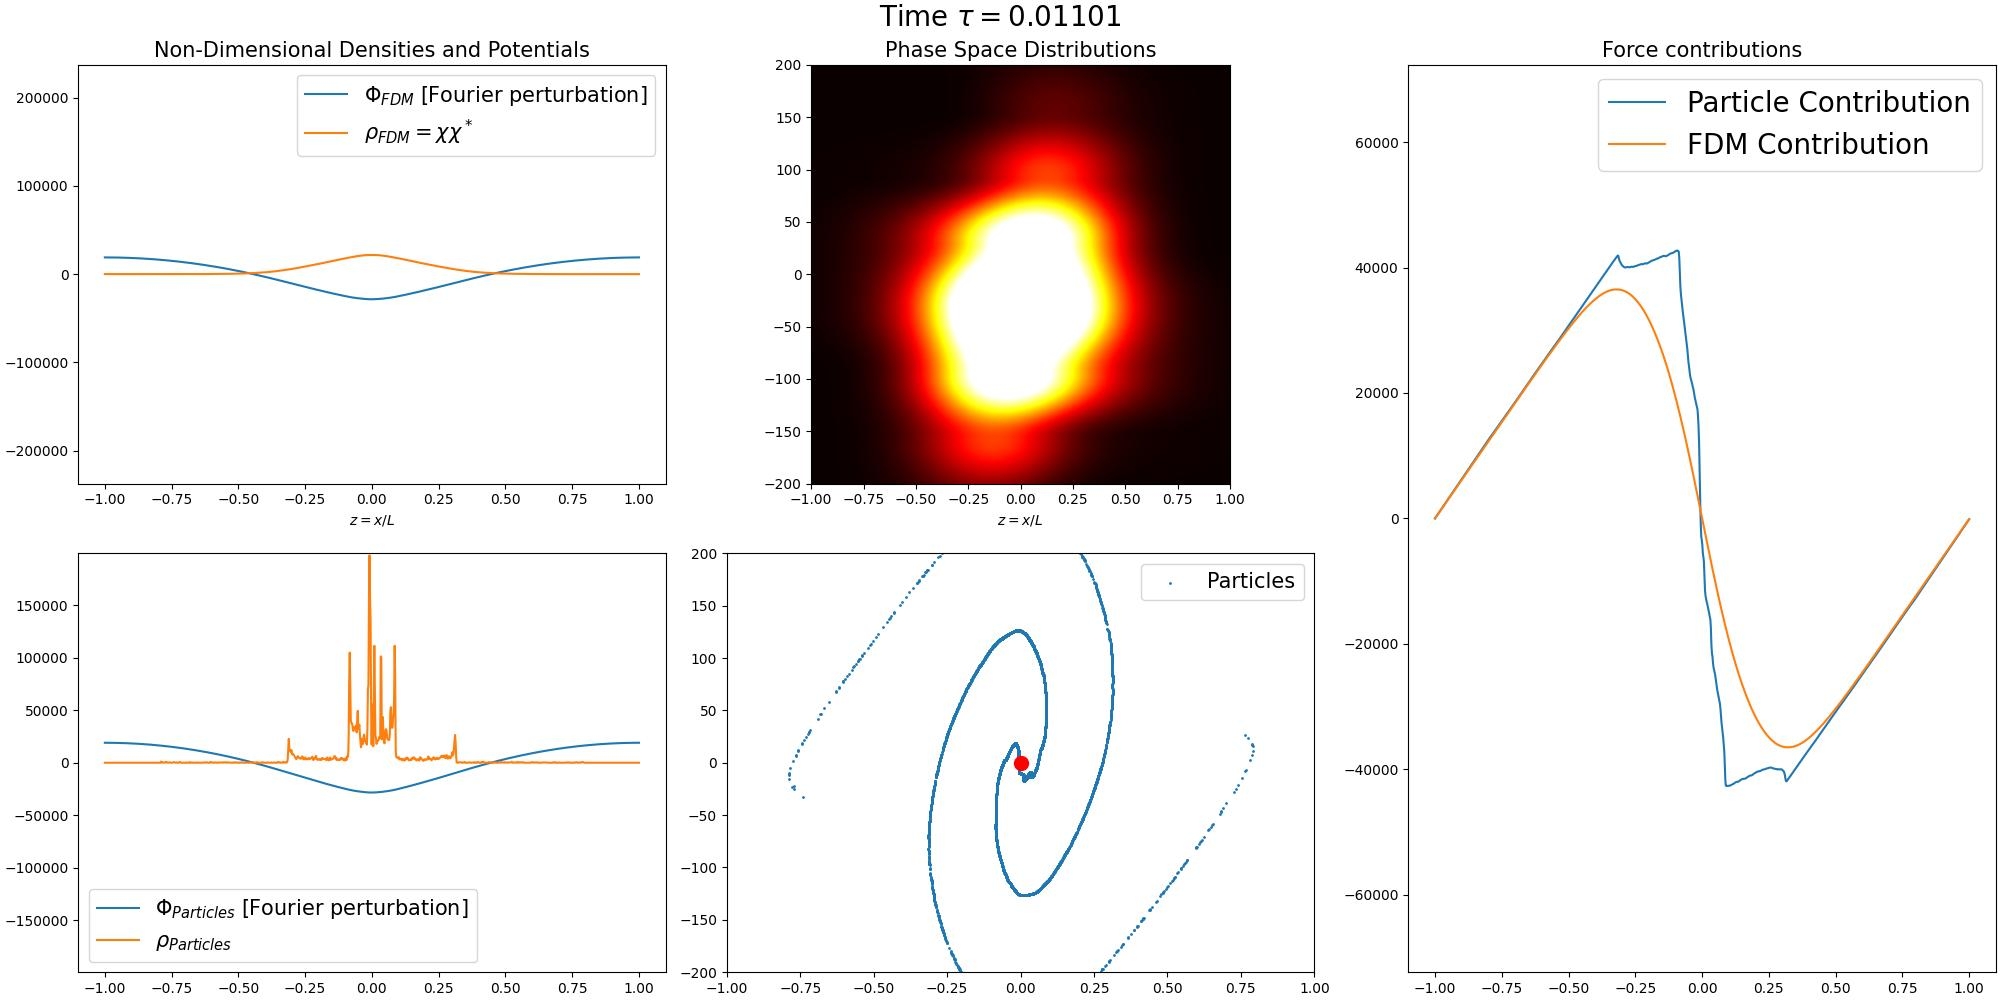 Time τ = 0.01101
Non-Dimensional Densities and Potentials
Φ_FDM [Fourier perturbation]
ρ_FDM = χχ*
200000
100000
0
−100000
−200000
−1.00 −0.75 −0.50 −0.25 0.00 0.25 0.50 0.75 1.00
z = x/L
Phase Space Distributions
200
150
100
50
0
−50
−100
−150
−200
−1.00 −0.75 −0.50 −0.25 0.00 0.25 0.50 0.75 1.00
z = x/L
Force contributions
Particle Contribution
FDM Contribution
60000
40000
20000
0
−20000
−40000
−60000
−1.00 −0.75 −0.50 −0.25 0.00 0.25 0.50 0.75 1.00
150000
100000
50000
0
−50000
−100000
−150000
Φ_Particles [Fourier perturbation]
ρ_Particles
−1.00 −0.75 −0.50 −0.25 0.00 0.25 0.50 0.75 1.00
Particles
200
150
100
50
0
−50
−100
−150
−200
−1.00 −0.75 −0.50 −0.25 0.00 0.25 0.50 0.75 1.00